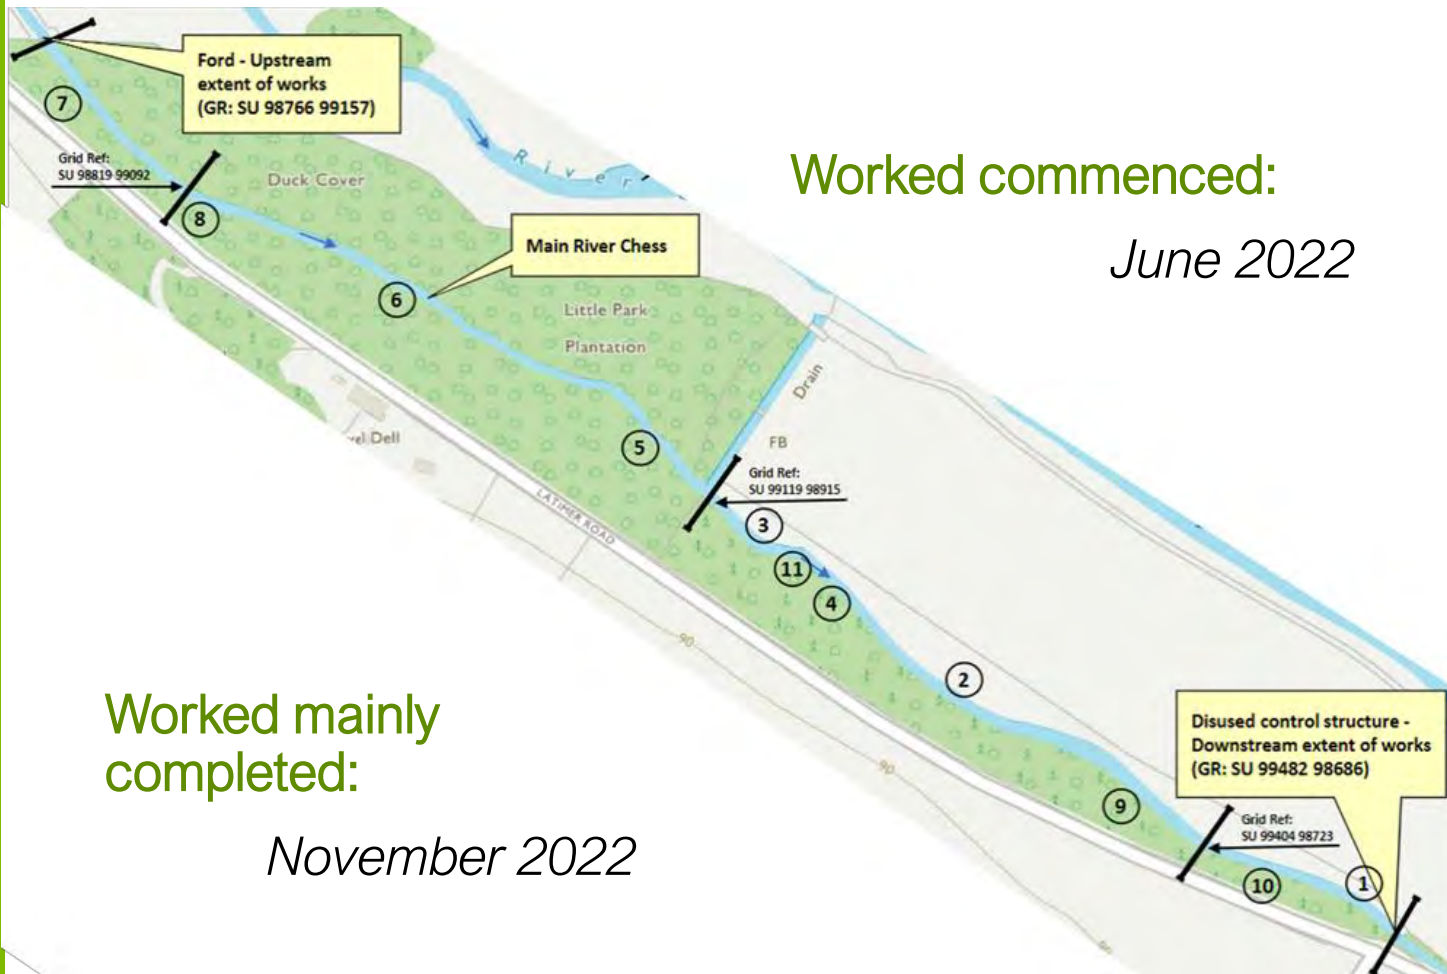 Ford - Upstream
extent of works
(GR: SU 98766 99157)
7
Grid Ref:
SU 98819 99092
Duck Cover
River
Worked commenced:
June 2022
8
Main River Chess
6
Little Park
Plantation
Drain
5
FB
vel Dell
Grid Ref:
SU 99119 98915
LATIMER ROAD
3
11
4
90
2
Worked mainly
completed:
November 2022
Disused control structure -
Downstream extent of works
(GR: SU 99482 98686)
90
9
Grid Ref:
SU 99404 98723
10
1
90